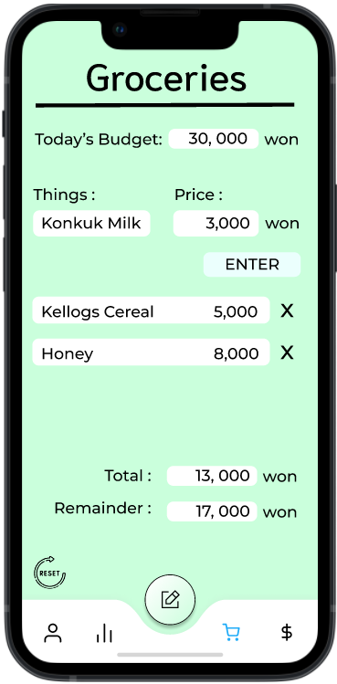 Groceries
Today's Budget: 30, 000 won
Things : Price :
Konkuk Milk 3,000 won
ENTER
Kellogs Cereal 5,000 X
Honey 8,000 X
Total : 13, 000 won
Remainder : 17, 000 won
RESET
$